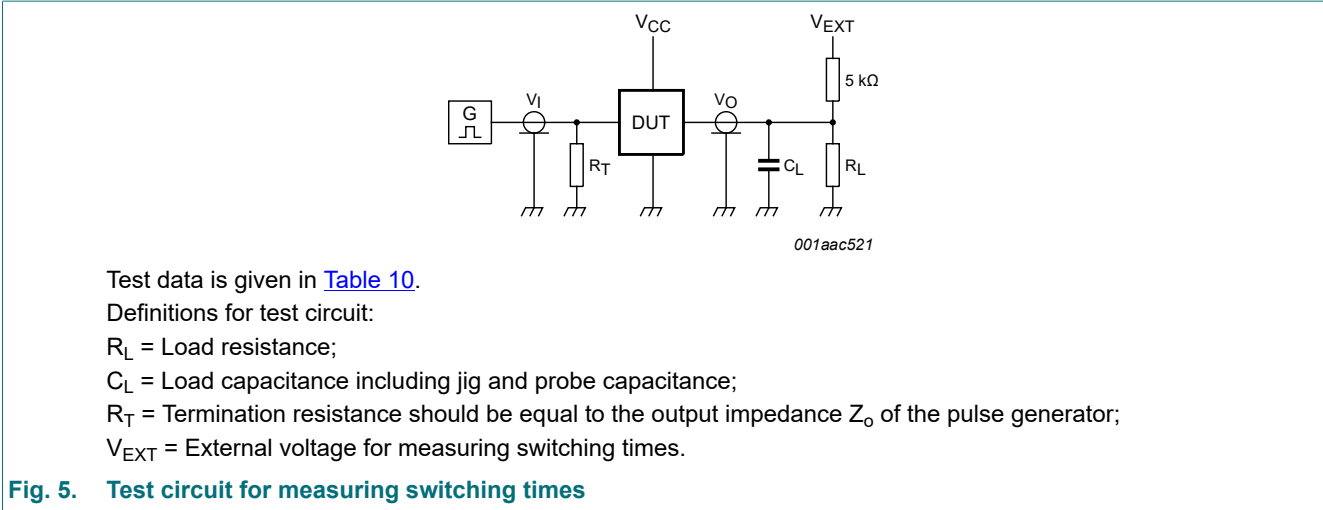 VCC VEXT
5 kΩ
G VI DUT VO
RT CL RL
001aac521
Test data is given in Table 10.
Definitions for test circuit:
RL = Load resistance;
CL = Load capacitance including jig and probe capacitance;
RT = Termination resistance should be equal to the output impedance Zo of the pulse generator;
VEXT = External voltage for measuring switching times.
Fig. 5. Test circuit for measuring switching times